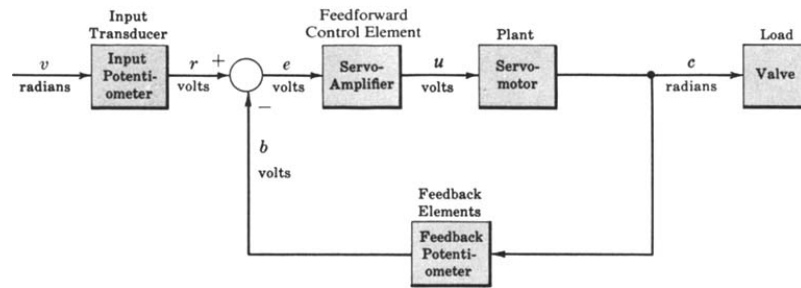 Input
Transducer
Feedforward
Control Element
Plant
Load
v
radians
Input
Potenti-
ometer
r
volts
+
−
e
volts
Servo-
Amplifier
u
volts
Servo-
motor
c
radians
Valve
b
volts
Feedback
Elements
Feedback
Potenti-
ometer